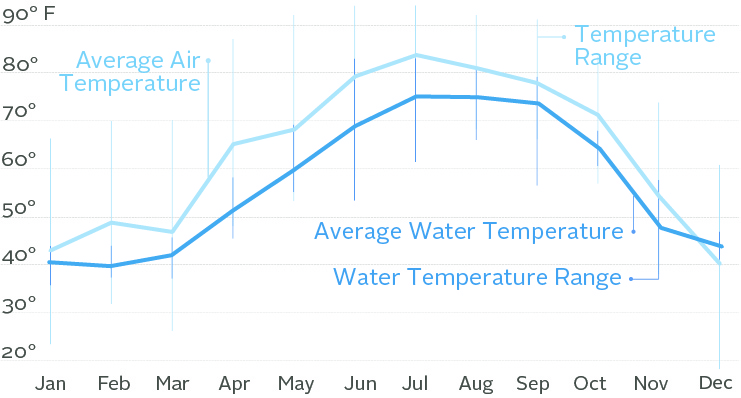 90° F
Temperature
Range
Average Air
Temperature
80°
70°
60°
50°
Average Water Temperature
40°
Water Temperature Range
30°
20°
Jan Feb Mar Apr May Jun Jul Aug Sep Oct Nov Dec